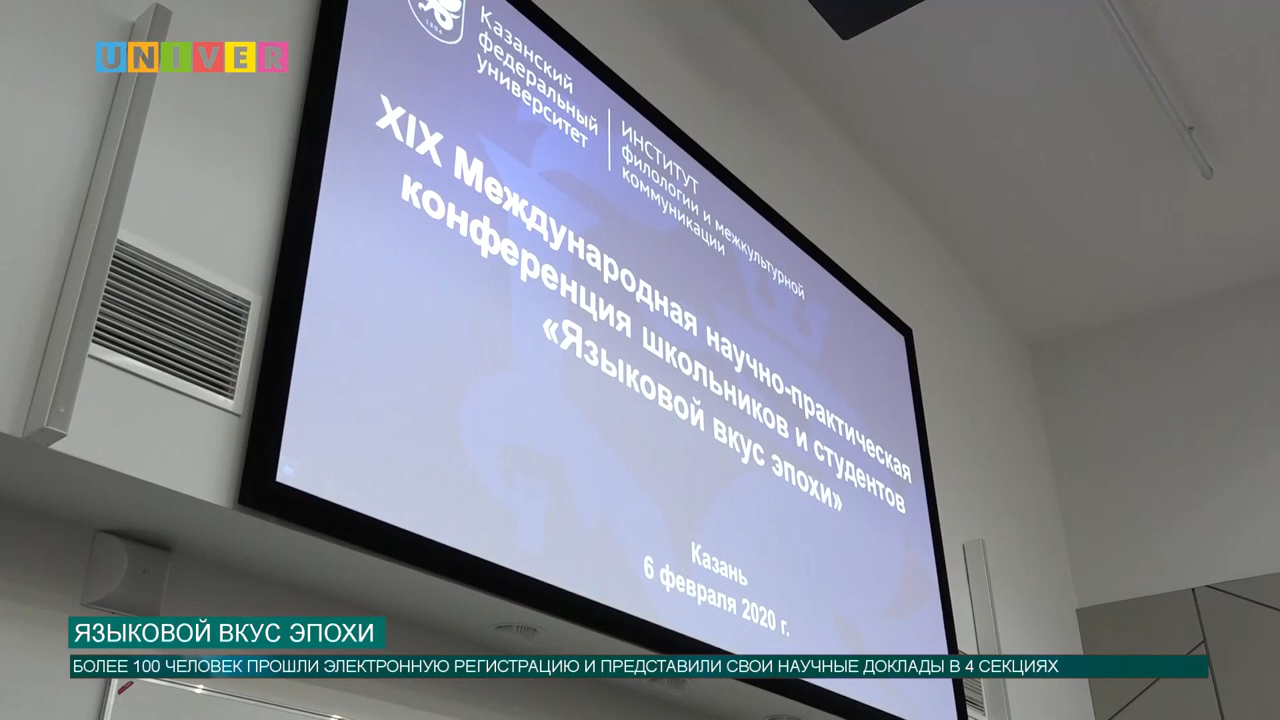 UNIVER
Казанский
федеральный
университет
ИНСТИТУТ
филологии и межкультурной
коммуникации
XIX Международная научно-практическая
конференция школьников и студентов
«Языковой вкус эпохи»
Казань
6 февраля 2020 г.
ЯЗЫКОВОЙ ВКУС ЭПОХИ
БОЛЕЕ 100 ЧЕЛОВЕК ПРОШЛИ ЭЛЕКТРОННУЮ РЕГИСТРАЦИЮ И ПРЕДСТАВИЛИ СВОИ НАУЧНЫЕ ДОКЛАДЫ В 4 СЕКЦИЯХ